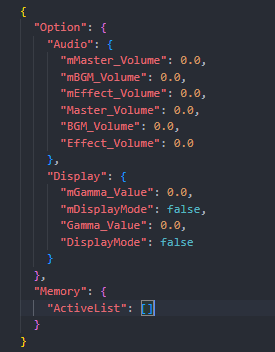 {
"Option": {
"Audio": {
"mMaster_Volume": 0.0,
"mBGM_Volume": 0.0,
"mEffect_Volume": 0.0,
"Master_Volume": 0.0,
"BGM_Volume": 0.0,
"Effect_Volume": 0.0
},
"Display": {
"mGamma_Value": 0.0,
"mDisplayMode": false,
"Gamma_Value": 0.0,
"DisplayMode": false
}
},
"Memory": {
"ActiveList": []
}
}